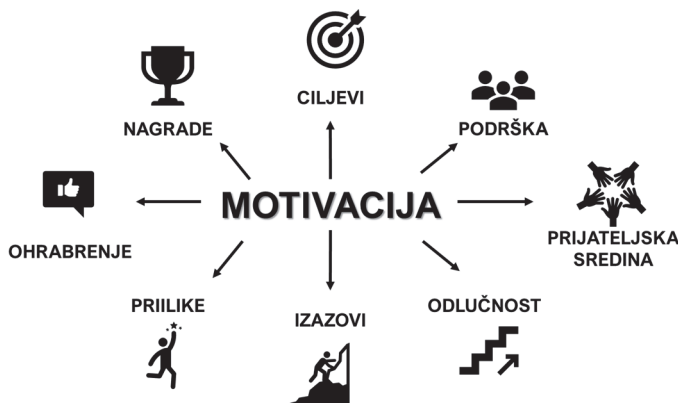 CILJEVI
NAGRADE
PODRŠKA
MOTIVACIJA
OHRABRENJE
PRIJATELJSKA
SREDINA
PRIILIKE
IZAZOVI
ODLUČNOST